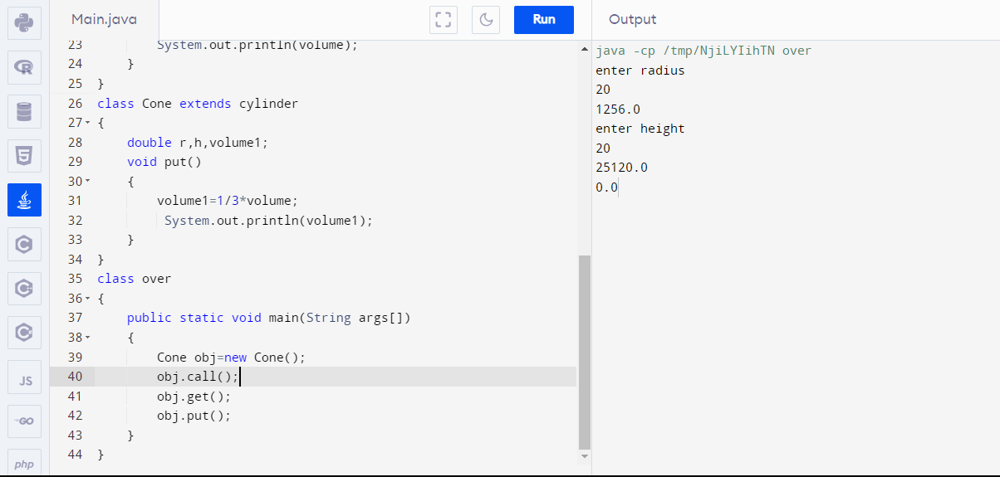 Main.java
Run
Output
23 System.out.println(volume);
24 }
25 }
26 class Cone extends cylinder
27 {
28 double r,h,volume1;
29 void put()
30 {
31 volume1=1/3*volume;
32 System.out.println(volume1);
33 }
34 }
35 class over
36 {
37 public static void main(String args[])
38 {
39 Cone obj=new Cone();
40 obj.call();
41 obj.get();
42 obj.put();
43 }
44 }
java -cp /tmp/NjiLYIihTN over
enter radius
20
1256.0
enter height
20
25120.0
0.0
R
5
C
C
C
JS
GO
php